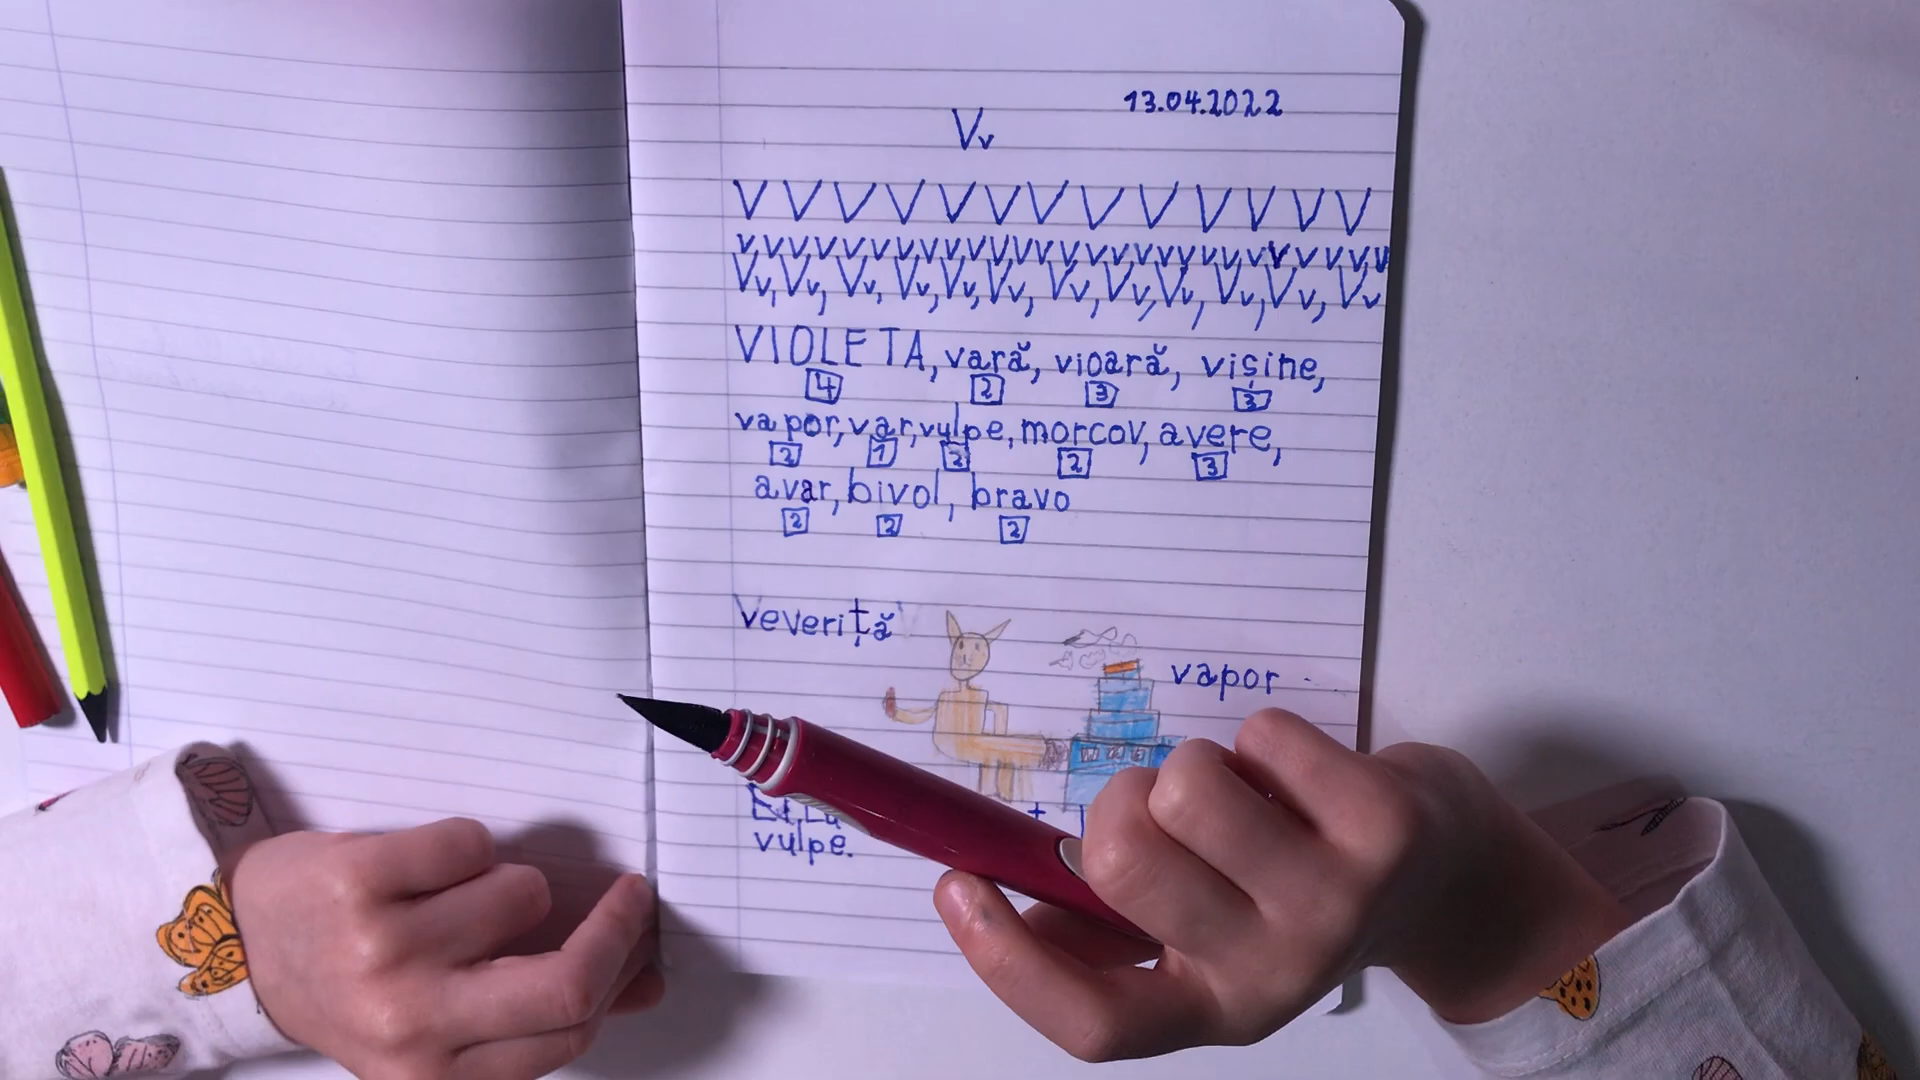 13.04.2022
Vv
V V V V V V V V V V V V V
v v v v v v v v v v v v v v v v v v v v v v v v v v v v
Vv, Vv, Vv, Vv, Vv, Vv, Vv, Vv, Vv, Vv, Vv, Vv
VIOLETA, vară, vioară, vișine,
4 2 3 3
vapor, var, vulpe, morcov, avere,
2 1 2 2 3
avar, bivol, bravo
2 2 2
Veveriță
vapor
vulpe.